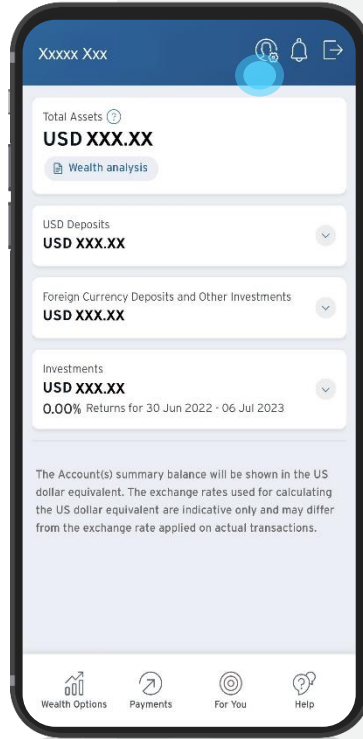 Xxxxx Xxx
Total Assets ?
USD XXX.XX
Wealth analysis
USD Deposits
USD XXX.XX
Foreign Currency Deposits and Other Investments
USD XXX.XX
Investments
USD XXX.XX
0.00% Returns for 30 Jun 2022 - 06 Jul 2023
The Account(s) summary balance will be shown in the US
dollar equivalent. The exchange rates used for calculating
the US dollar equivalent are indicative only and may differ
from the exchange rate applied on actual transactions.
Wealth Options Payments For You Help